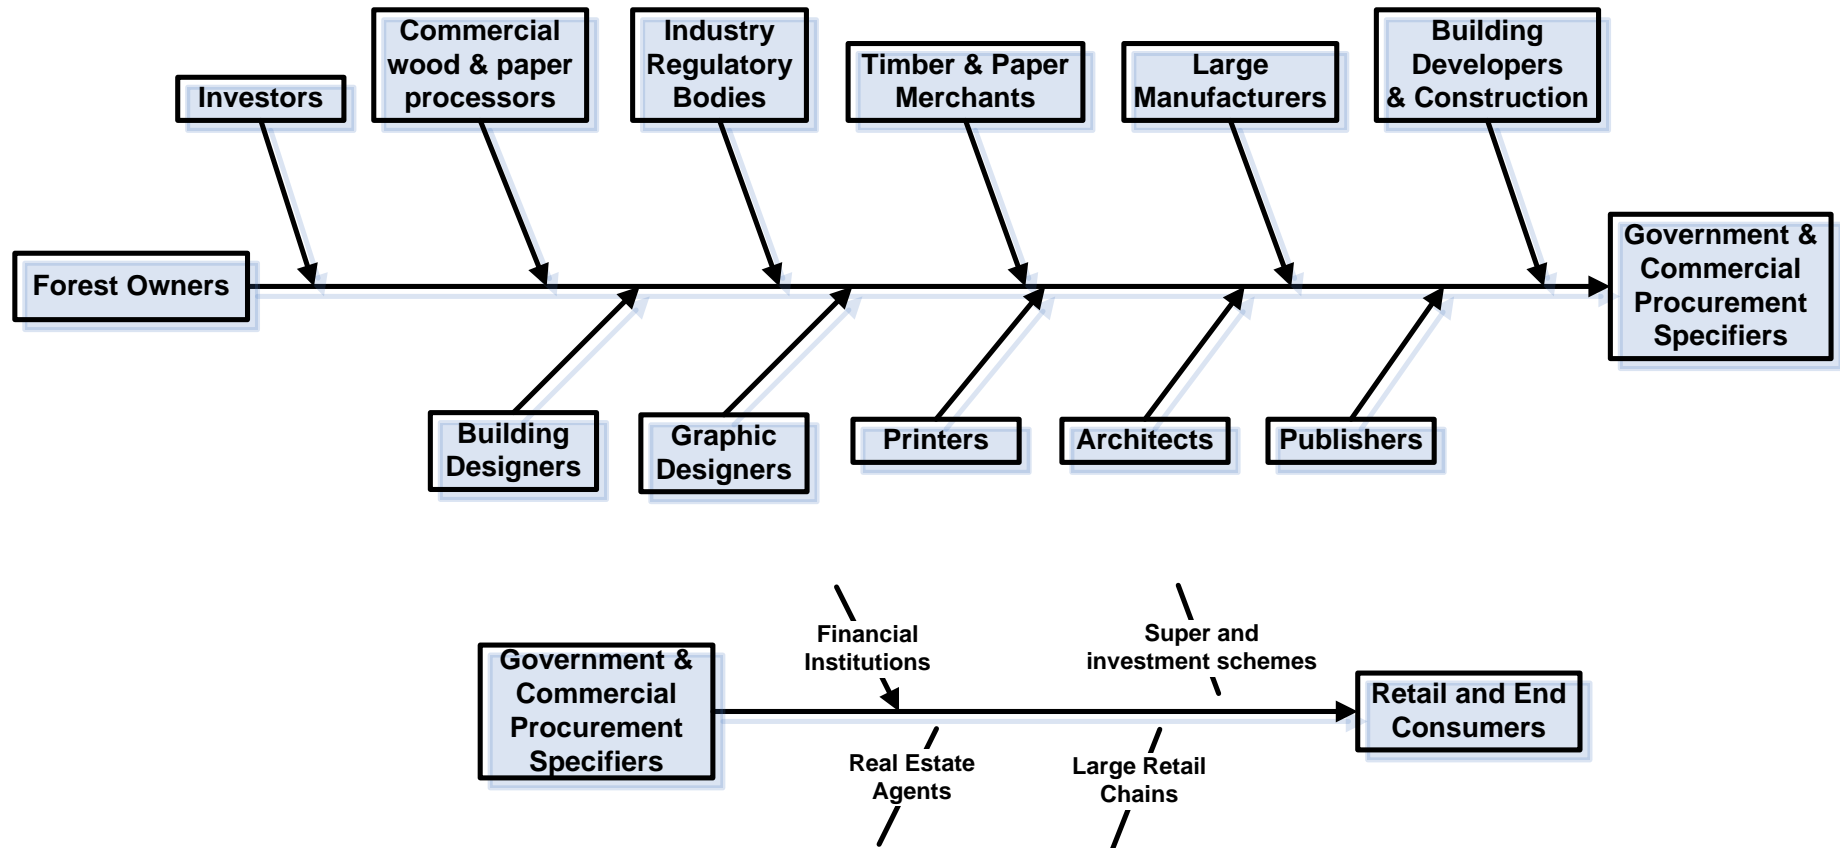 Investors
Commercial
wood & paper
processors
Industry
Regulatory
Bodies
Timber & Paper
Merchants
Large
Manufacturers
Building
Developers
& Construction
Forest Owners
Government &
Commercial
Procurement
Specifiers
Building
Designers
Graphic
Designers
Printers
Architects
Publishers
Financial
Institutions
Super and
investment schemes
Government &
Commercial
Procurement
Specifiers
Retail and End
Consumers
Real Estate
Agents
Large Retail
Chains